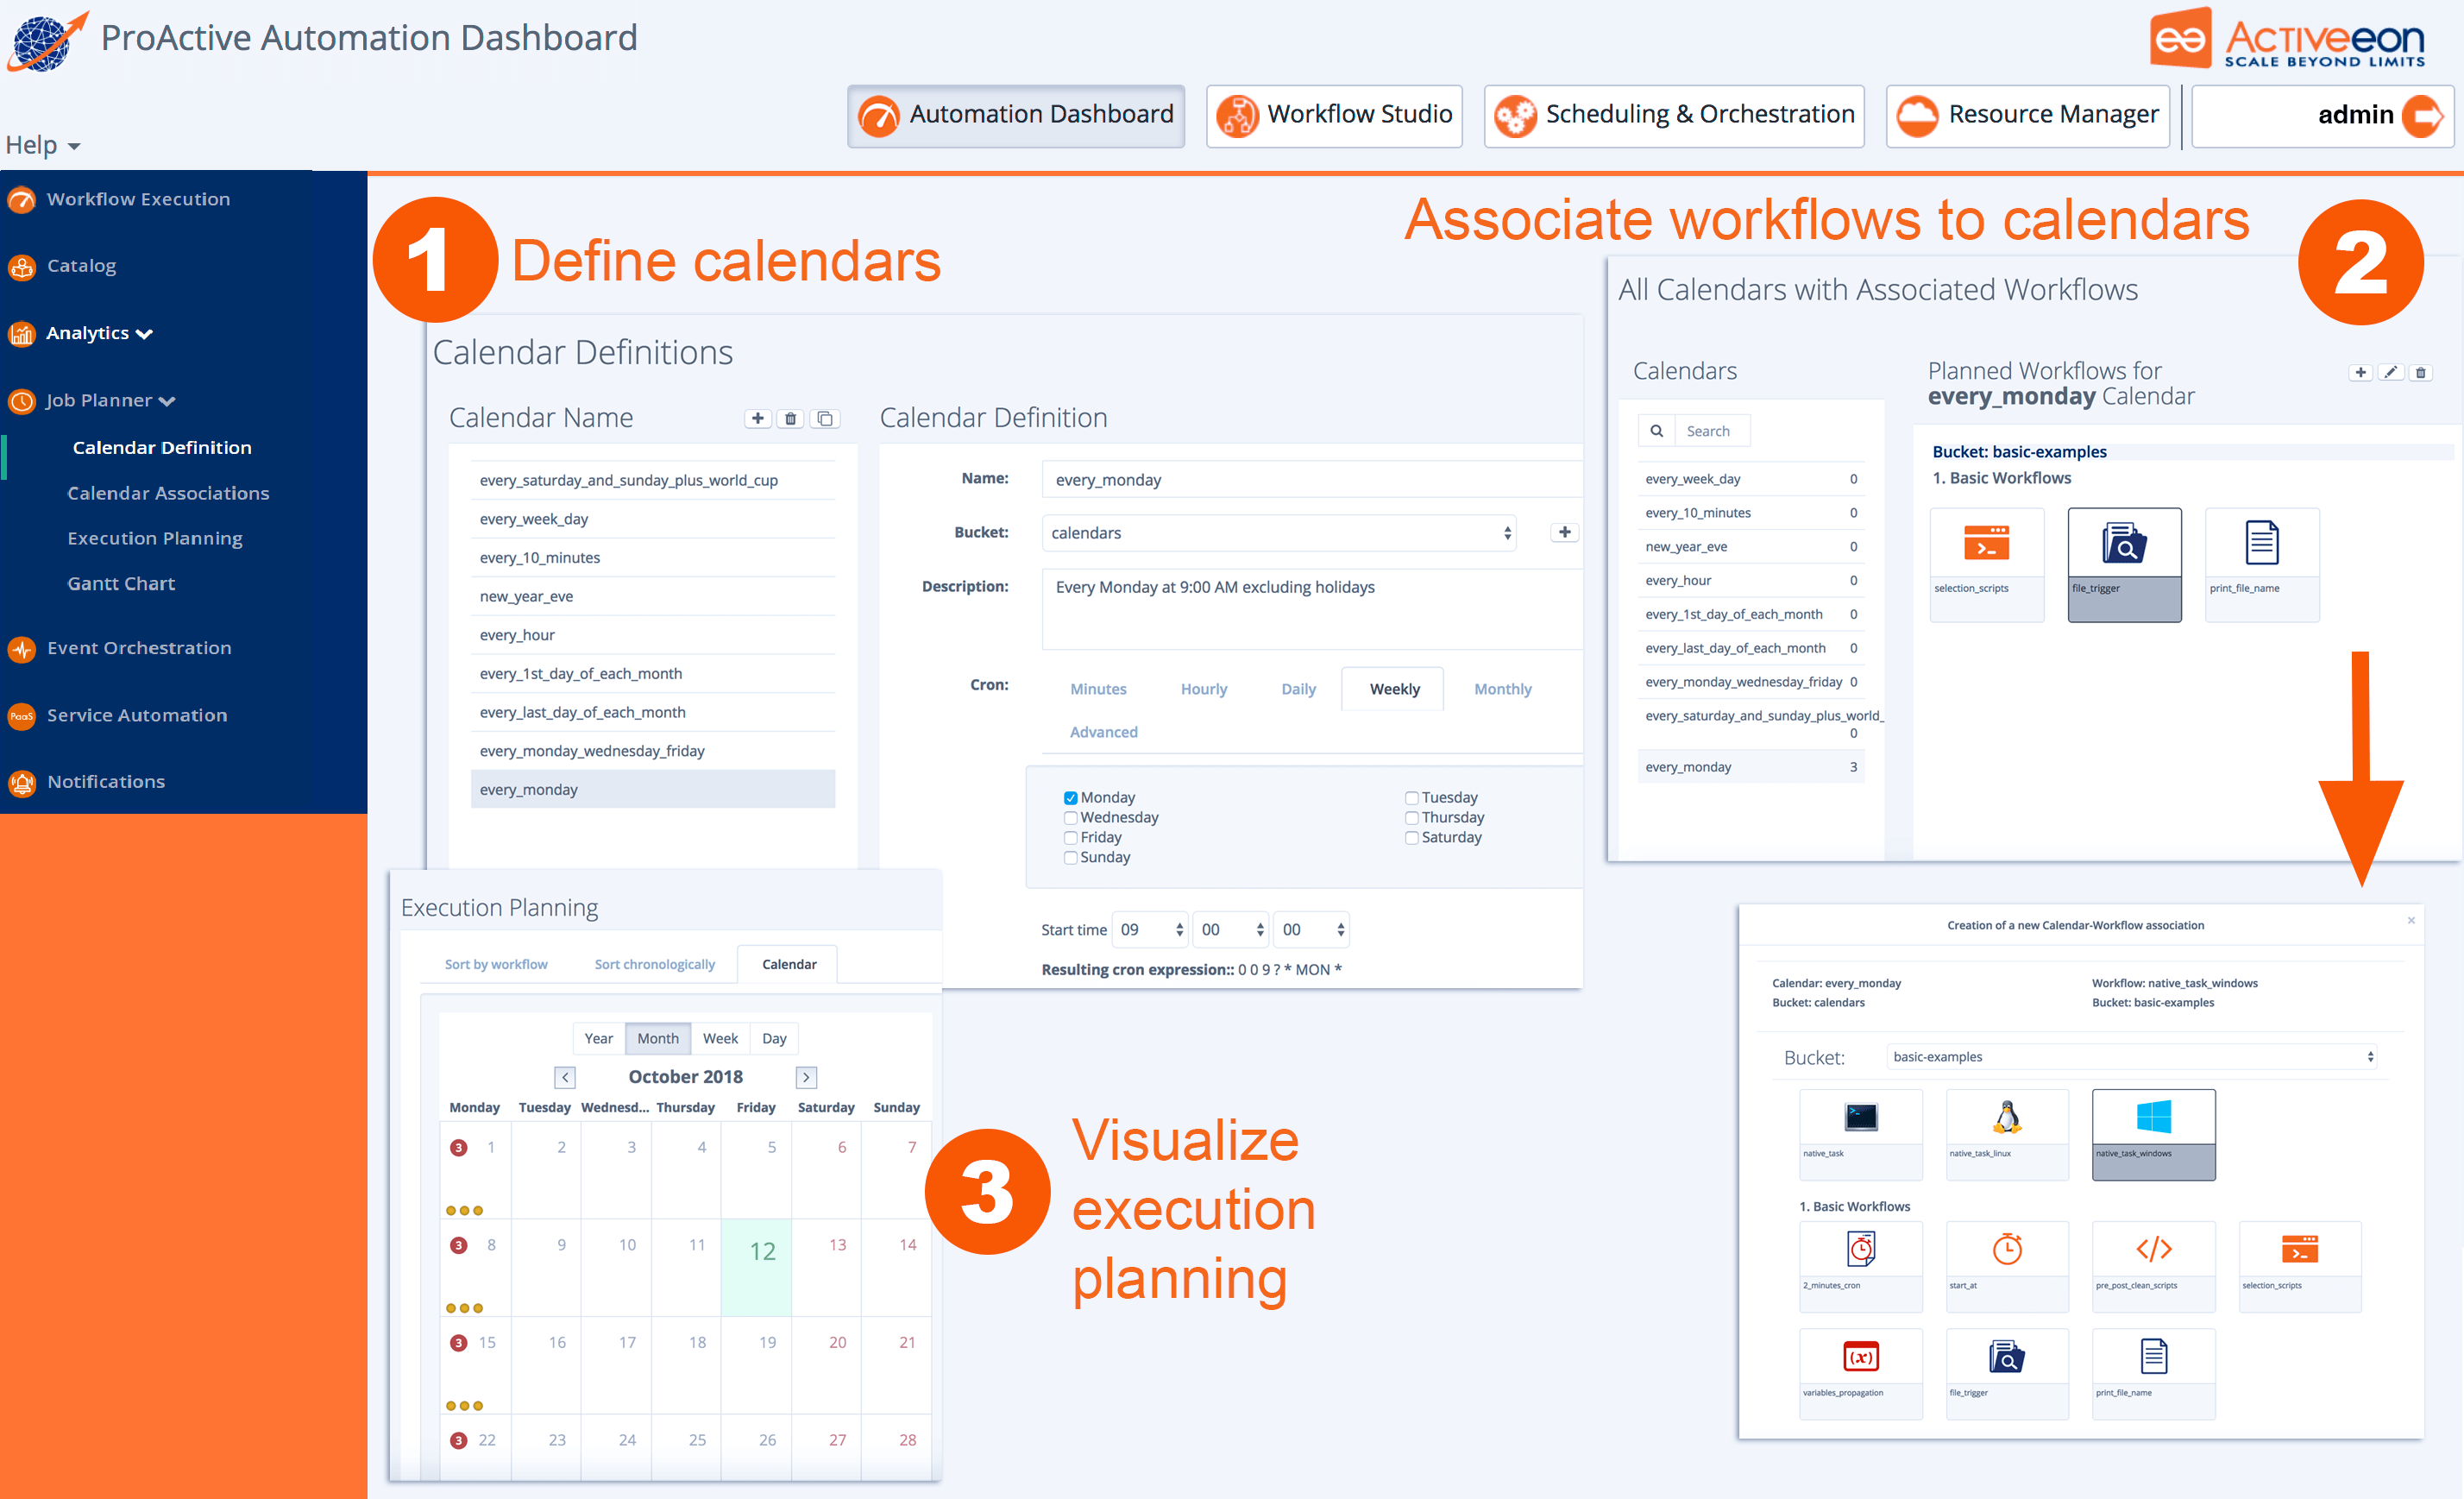 ProActive Automation Dashboard
Activeeon
SCALE BEYOND LIMITS
Help
Automation Dashboard
Workflow Studio
Scheduling & Orchestration
Resource Manager
admin
Workflow Execution
Catalog
Analytics
Job Planner
Calendar Definition
Calendar Associations
Execution Planning
Gantt Chart
Event Orchestration
PaaS
Service Automation
Notifications
1
Define calendars
Calendar Definitions
Calendar Name
every_saturday_and_sunday_plus_world_cup
every_week_day
every_10_minutes
new_year_eve
every_hour
every_1st_day_of_each_month
every_last_day_of_each_month
every_monday_wednesday_friday
every_monday
Calendar Definition
Name: every_monday
Bucket: calendars
Description: Every Monday at 9:00 AM excluding holidays
Cron: Minutes Hourly Daily Weekly Monthly
Advanced
Monday Tuesday
Wednesday Thursday
Friday Saturday
Sunday
Start time 09 00 00
Resulting cron expression:: 0 0 9 ? * MON *
Associate workflows to calendars
2
All Calendars with Associated Workflows
Calendars
Search
every_week_day 0
every_10_minutes 0
new_year_eve 0
every_hour 0
every_1st_day_of_each_month 0
every_last_day_of_each_month 0
every_monday_wednesday_friday 0
every_saturday_and_sunday_plus_world_
0
every_monday 3
Planned Workflows for
every_monday Calendar
Bucket: basic-examples
1. Basic Workflows
selection_scripts file_trigger print_file_name
Creation of a new Calendar-Workflow association
×
Calendar: every_monday Workflow: native_task_windows
Bucket: calendars Bucket: basic-examples
Bucket: basic-examples
native_task native_task_linux native_task_windows
1. Basic Workflows
2_minutes_cron start_at pre_post_clean_scripts selection_scripts
(x)
variables_propagation file_trigger print_file_name
Execution Planning
Sort by workflow Sort chronologically Calendar
Year Month Week Day
< October 2018 >
Monday Tuesday Wednesd... Thursday Friday Saturday Sunday
3 1 2 3 4 5 6 7
3 8 9 10 11 12 13 14
3 15 16 17 18 19 20 21
3 22 23 24 25 26 27 28
3
Visualize
execution
planning